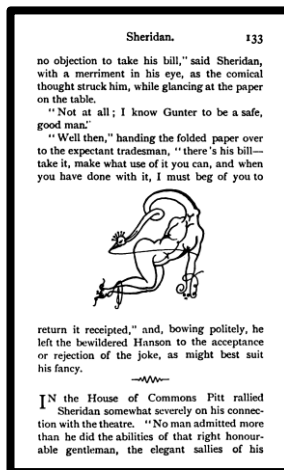 Sheridan. 133
no objection to take his bill," said Sheridan,
with a merriment in his eye, as the comical
thought struck him, while glancing at the paper
on the table.
"Not at all; I know Gunter to be a safe,
good man."
"Well then," handing the folded paper over
to the expectant tradesman, "there's his bill—
take it, make what use of it you can, and when
you have done with it, I must beg of you to
return it receipted," and, bowing politely, he
left the bewildered Hanson to the acceptance
or rejection of the joke, as might best suit
his fancy.
IN the House of Commons Pitt rallied
Sheridan somewhat severely on his connec-
tion with the theatre. "No man admitted more
than he did the abilities of that right honour-
able gentleman, the elegant sallies of his